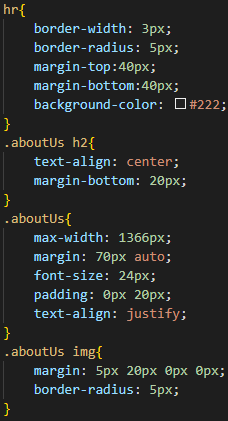 hr{
    border-width: 3px;
    border-radius: 5px;
    margin-top:40px;
    margin-bottom:40px;
    background-color: #222;
}
.aboutUs h2{
    text-align: center;
    margin-bottom: 20px;
}
.aboutUs{
    max-width: 1366px;
    margin: 70px auto;
    font-size: 24px;
    padding: 0px 20px;
    text-align: justify;
}
.aboutUs img{
    margin: 5px 20px 0px 0px;
    border-radius: 5px;
}